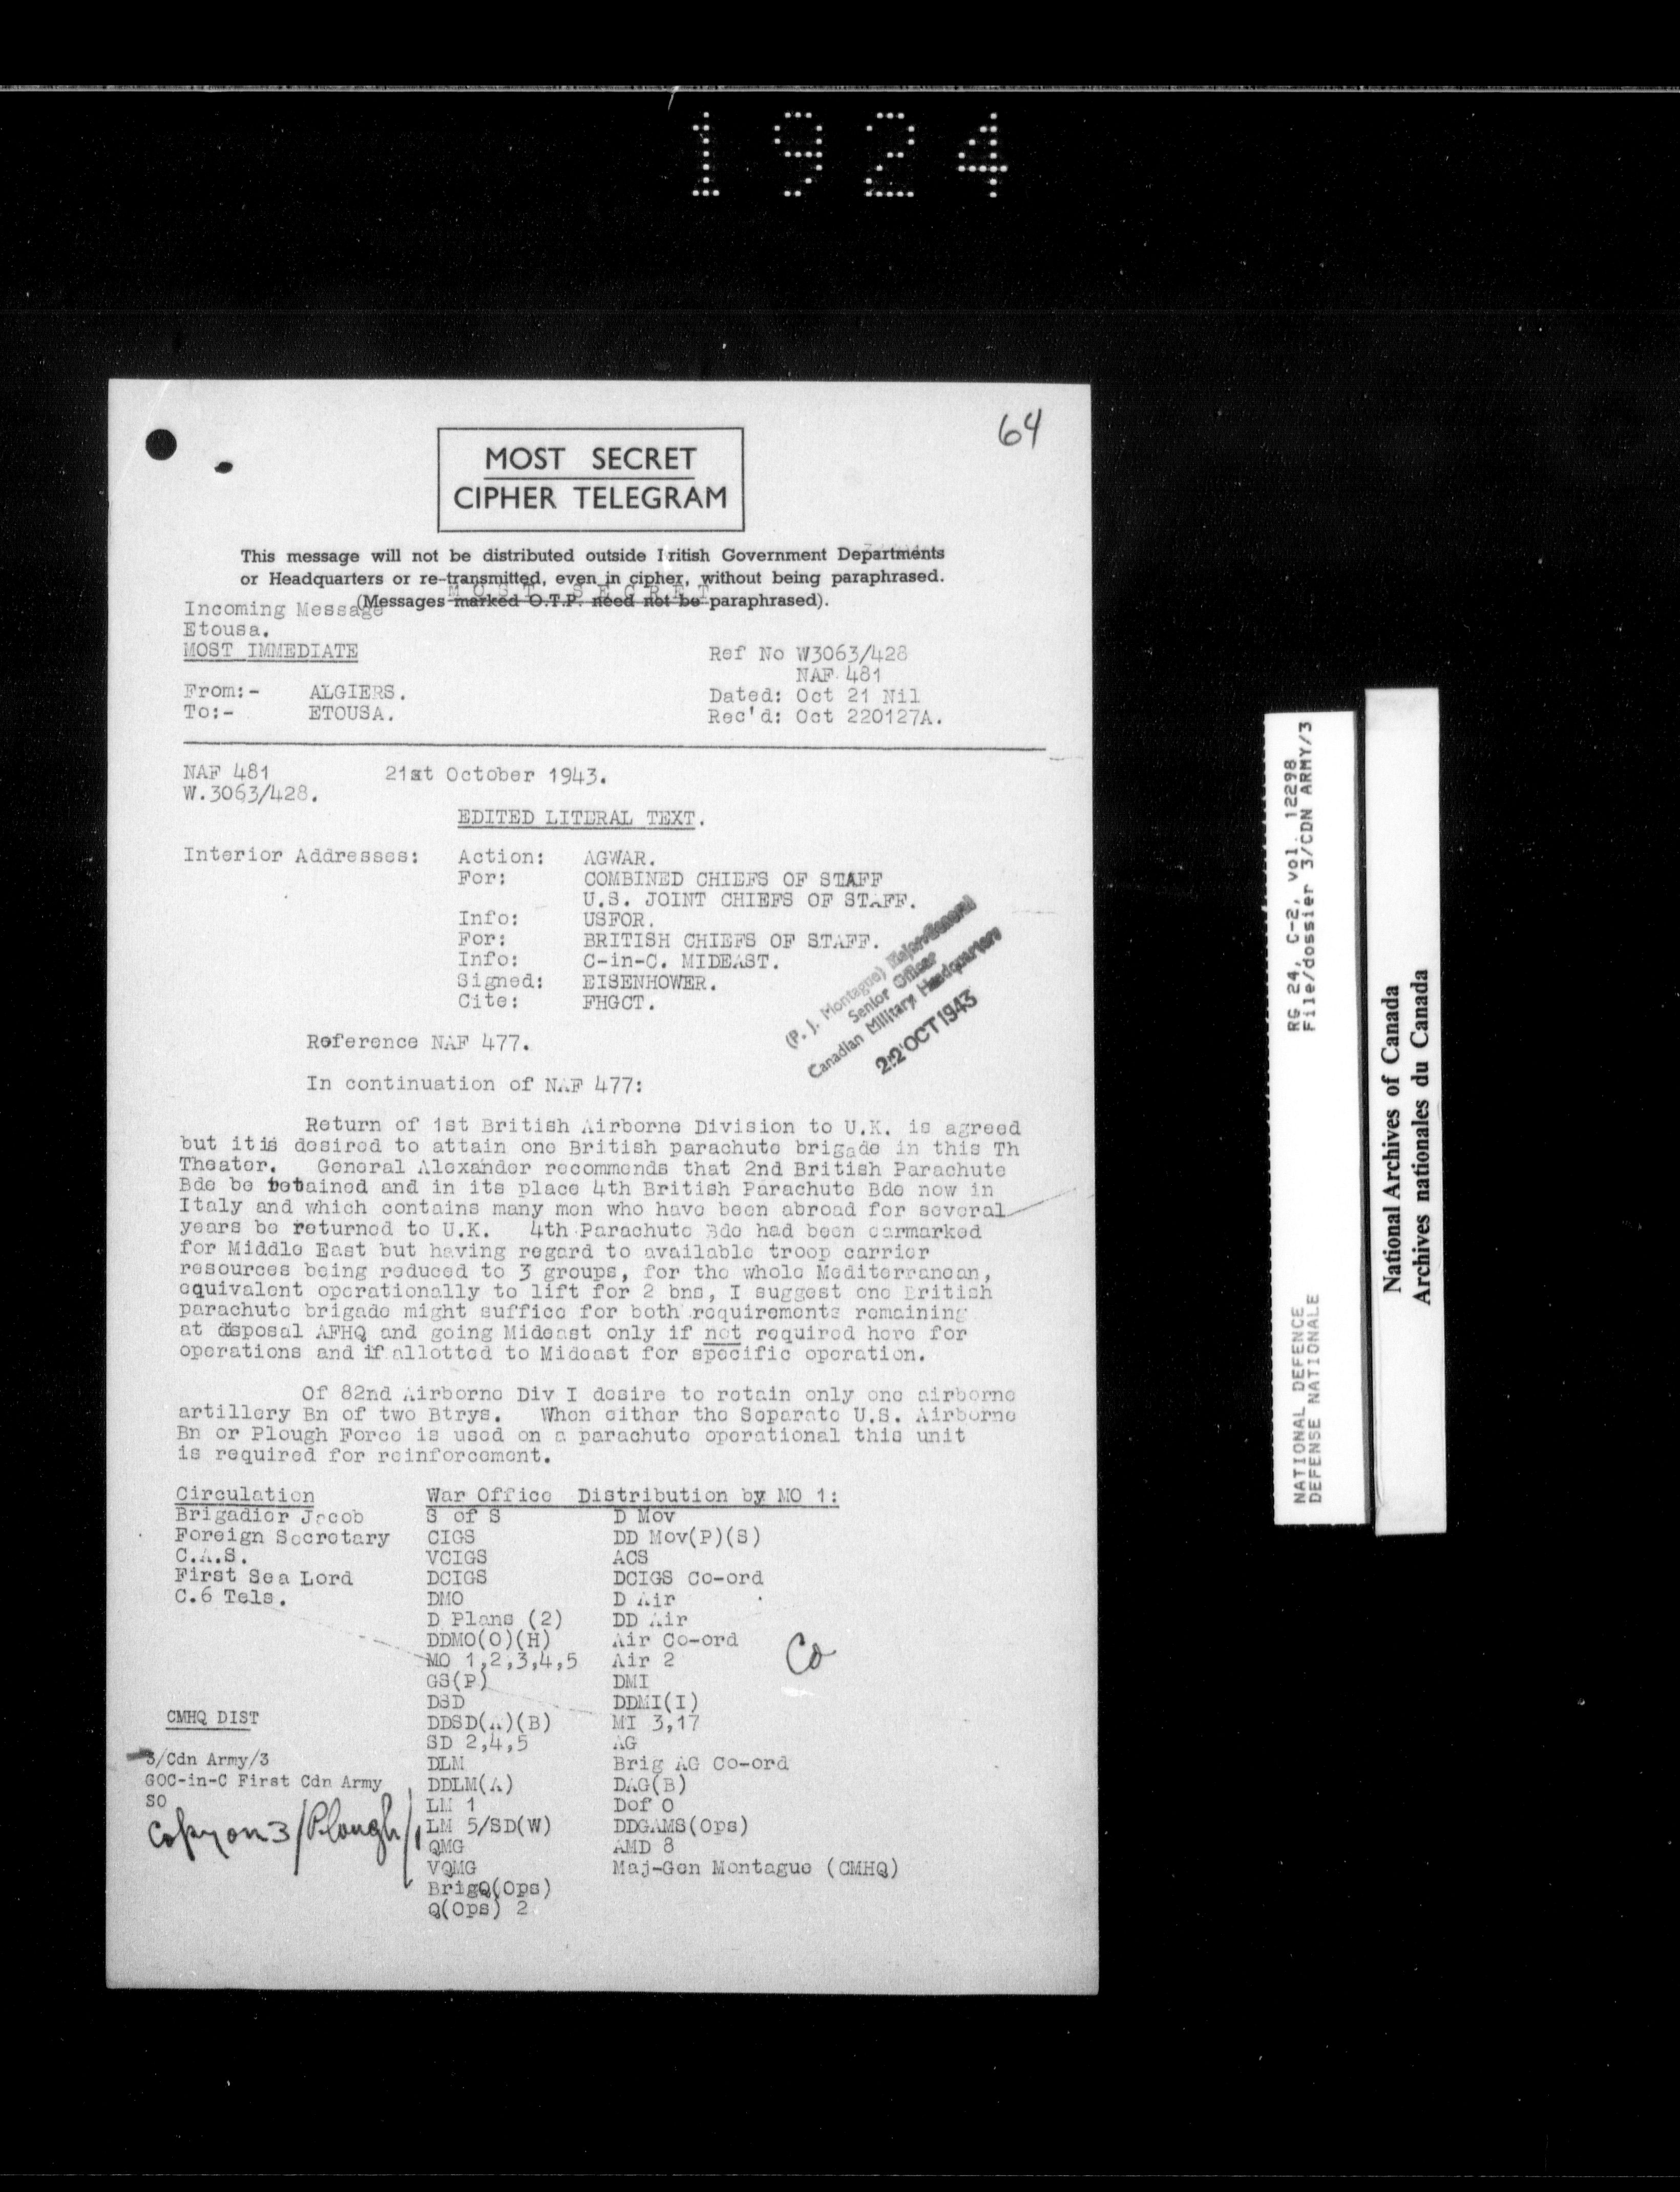 1924
64
MOST SECRET
CIPHER TELEGRAM
This message will not be distributed outside British Government Departments
or Headquarters or re-transmitted, even in cipher, without being paraphrased.
MOST SECRET
(Messages marked O.T.P. need not be paraphrased).
Incoming Message
Etousa.
MOST IMMEDIATE
Ref No W3063/428
NAF 481
From:- ALGIERS. Dated: Oct 21 Nil
To:- ETOUSA. Rec'd: Oct 220127A.
NAF 481 21st October 1943.
W.3063/428.
EDITED LITERAL TEXT.
Interior Addresses: Action: AGWAR.
For: COMBINED CHIEFS OF STAFF
U.S. JOINT CHIEFS OF STAFF.
Info: USFOR.
For: BRITISH CHIEFS OF STAFF.
Info: C-in-C. MIDEAST.
Signed: EISENHOWER.
Cite: FHGCT.
(P. J. Montague) Major-General
Senior Officer
Canadian Military Headquarters
22 OCT 1943
Reference NAF 477.
In continuation of NAF 477:
Return of 1st British Airborne Division to U.K. is agreed
but it is desired to attain one British parachute brigade in this Th
Theater. General Alexander recommends that 2nd British Parachute
Bde be retained and in its place 4th British Parachute Bde now in
Italy and which contains many men who have been abroad for several
years be returned to U.K. 4th Parachute Bde had been earmarked
for Middle East but having regard to available troop carrier
resources being reduced to 3 groups, for the whole Mediterranean,
equivalent operationally to lift for 2 bns, I suggest one British
parachute brigade might suffice for both requirements remaining
at disposal AFHQ and going Mideast only if not required here for
operations and if allotted to Mideast for specific operation.
Of 82nd Airborne Div I desire to retain only one airborne
artillery Bn of two Btrys. When either the Separate U.S. Airborne
Bn or Plough Force is used on a parachute operational this unit
is required for reinforcement.
Circulation
Brigadier Jacob
Foreign Secretary
C.A.S.
First Sea Lord
C.6 Tels.
War Office Distribution by MO 1:
S of S D Mov
CIGS DD Mov(P)(S)
VCIGS ACS
DCIGS DCIGS Co-ord
DMO D Air
D Plans (2) DD Air
DDMO(O)(H) Air Co-ord
MO 1,2,3,4,5 Air 2
GS(P) DMI
DSD DDMI(I)
DDSD(A)(B) MI 3,17
SD 2,4,5 AG
DLM Brig AG Co-ord
DDLM(A) DAG(B)
LM 1 Dof O
LM 5/SD(W) DDGAMS(Ops)
QMG AMD 8
VQMG Maj-Gen Montague (CMHQ)
BrigQ(Ops)
Q(Ops) 2
Co
CMHQ DIST
3/Cdn Army/3
GOC-in-C First Cdn Army
SO
Copy on 3/Plough/1
NATIONAL DEFENCE RG 24, C-2, vol. 12298
DEFENSE NATIONALE File/dossier 3/CDN ARMY/3
National Archives of Canada
Archives nationales du Canada